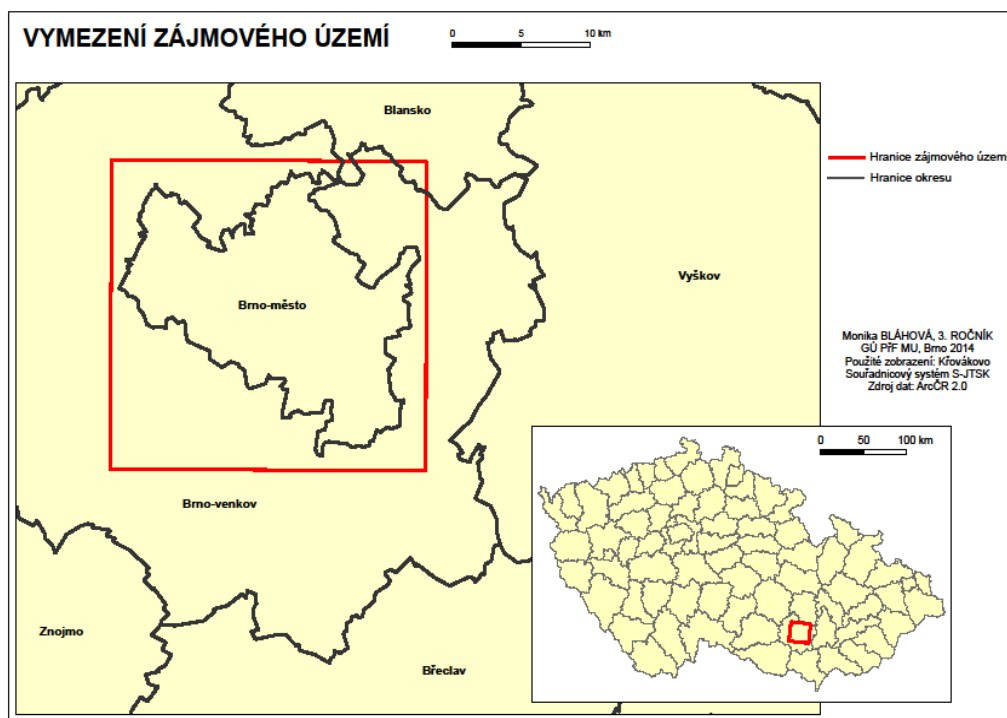 VYMEZENÍ ZÁJMOVÉHO ÚZEMÍ
0 5 10 km
Blansko
Hranice zájmového územ
Hranice okresu
Vyškov
Brno-město
Monika BLÁHOVÁ, 3. ROČNÍK
GÚ PřF MU, Brno 2014
Použité zobrazení: Křovákovo
Souřadnicový systém S-JTSK
Zdroj dat: ArcČR 2.0
0 50 100 km
Brno-venkov
Znojmo
Břeclav